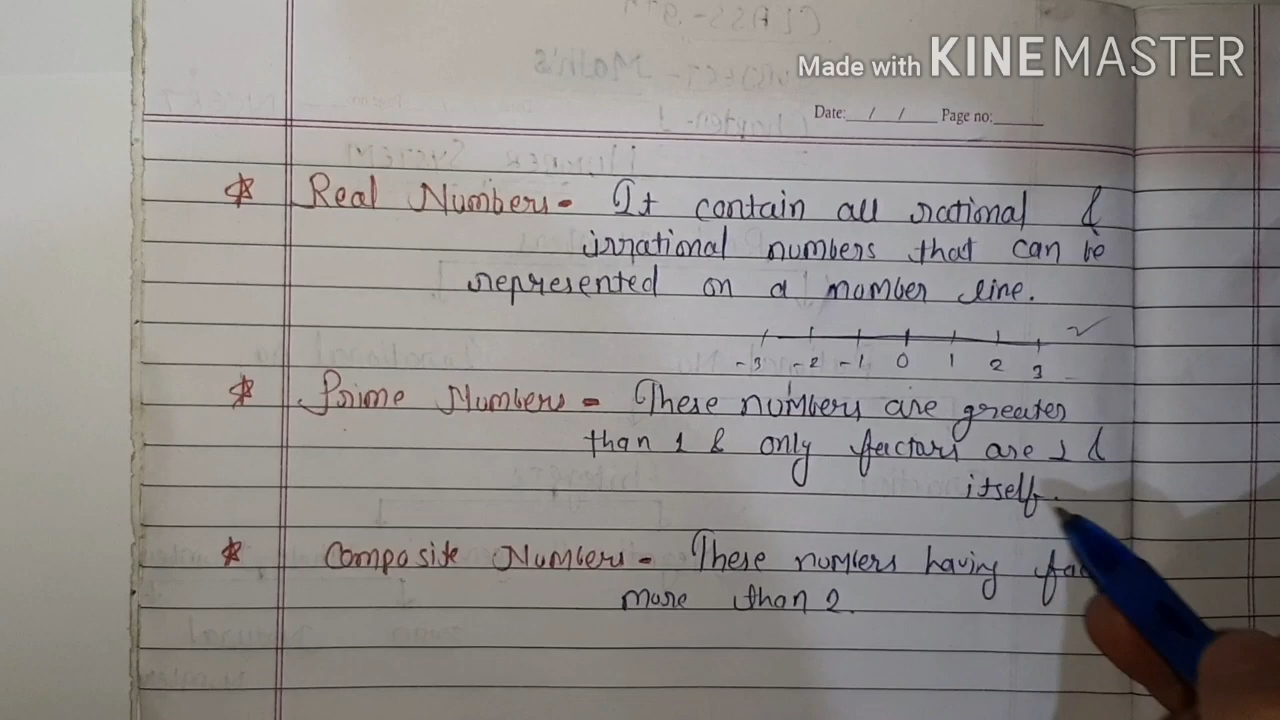 Made with KINEMASTER
Date: / / Page no:
* Real Numbers - It contain all rational &
irrational numbers that can be
represented on a number line.
-3 -2 -1 0 1 2 3
* Prime Numbers - These numbers are greater
than 1 & only factors are 1 &
itself.
* Composite Numbers - These numbers having
more than 2.